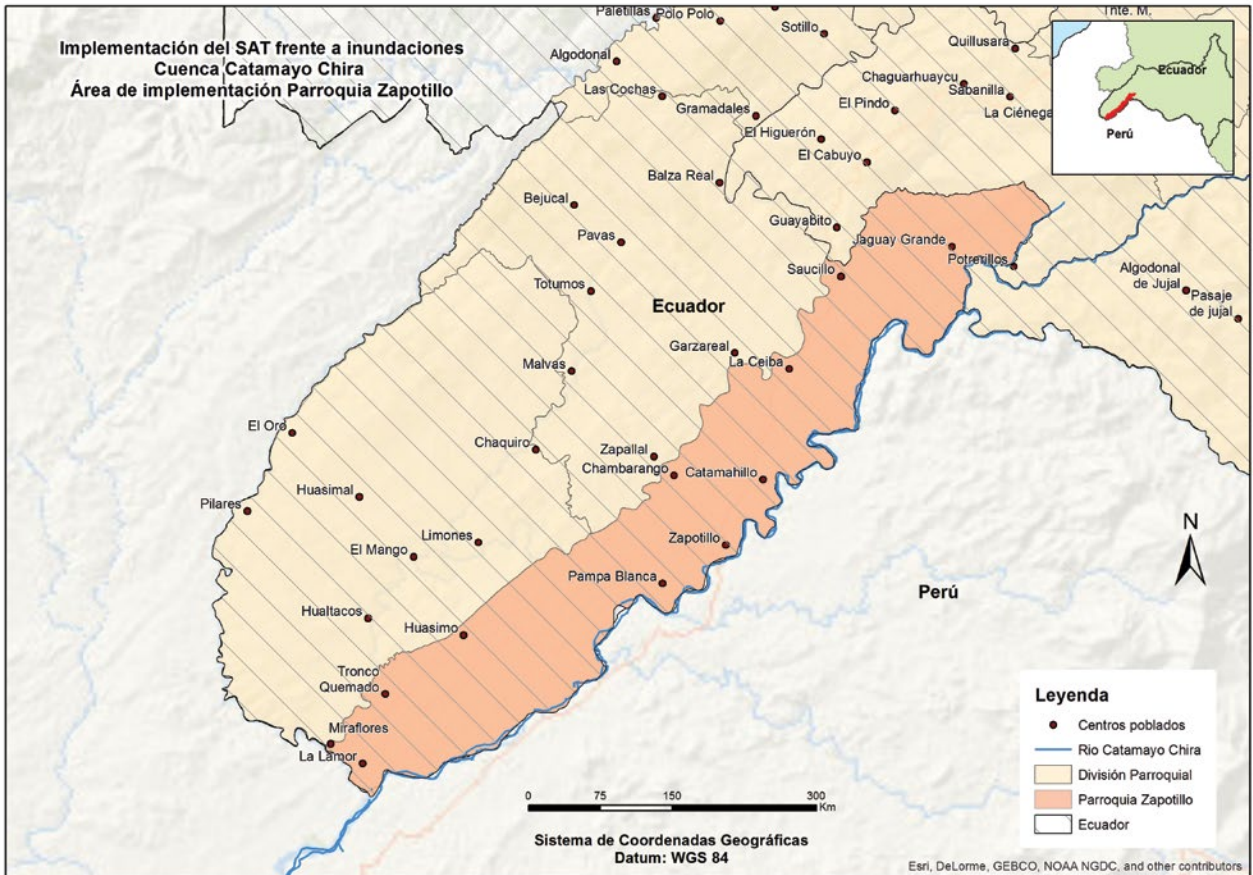 Implementación del SAT frente a inundaciones
Cuenca Catamayo Chira
Área de implementación Parroquia Zapotillo
Paletillas
Polo Polo
Sotillo
Algodonal
Las Cochas
Gramadales
Quillusara
Chaguarhuaycu
Sabanilla
El Pindo
La Ciénega
El Higuerón
El Cabuyo
Balza Real
Bejucal
Pavas
Guayabito
Jaguay Grande
Potrerillos
Saucillo
Totumos
Ecuador
Algodonal
de Jujal
Pasaje
de jujal
Garzareal
La Ceiba
Malvas
El Oro
Chaquiro
Zapallal
Chambarango
Catamahillo
Huasimal
Pilares
Limones
El Mango
Zapotillo
Pampa Blanca
Perú
Hualtacos
Huasimo
Tronco
Quemado
Miraflores
La Lamor
Ecuador
Perú
N
Leyenda
Centros poblados
Rio Catamayo Chira
División Parroquial
Parroquia Zapotillo
Ecuador
0 75 150 300
Km
Sistema de Coordenadas Geográficas
Datum: WGS 84
Esri, DeLorme, GEBCO, NOAA NGDC, and other contributors